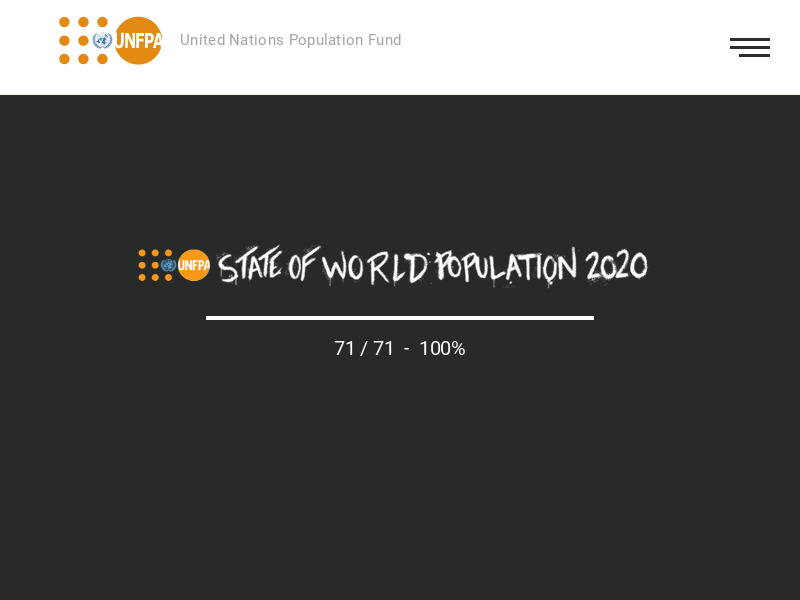 UNFPA United Nations Population Fund
UNFPA STATE OF WORLD POPULATION 2020
71 / 71 - 100%